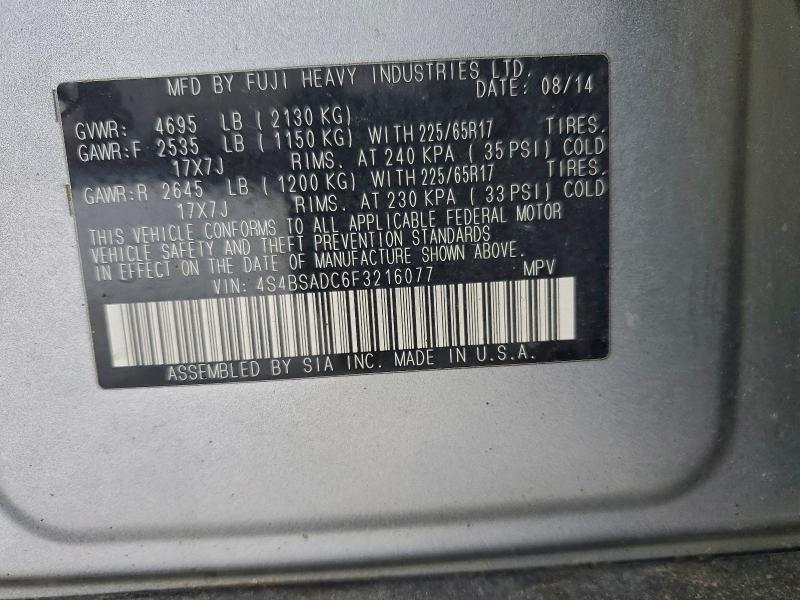 MFD BY FUJI HEAVY INDUSTRIES LTD.
DATE: 08/14
GVWR: 4695 LB ( 2130 KG)
GAWR:F 2535 LB ( 1150 KG) WITH 225/65R17 TIRES.
17X7J RIMS. AT 240 KPA ( 35 PSI) COLD
GAWR:R 2645 LB ( 1200 KG) WITH 225/65R17 TIRES.
17X7J RIMS. AT 230 KPA ( 33 PSI) COLD
THIS VEHICLE CONFORMS TO ALL APPLICABLE FEDERAL MOTOR
VEHICLE SAFETY AND THEFT PREVENTION STANDARDS
IN EFFECT ON THE DATE OF MANUFACTURE SHOWN ABOVE.
VIN: 4S4BSADC6F3216077 MPV
ASSEMBLED BY SIA INC. MADE IN U.S.A.